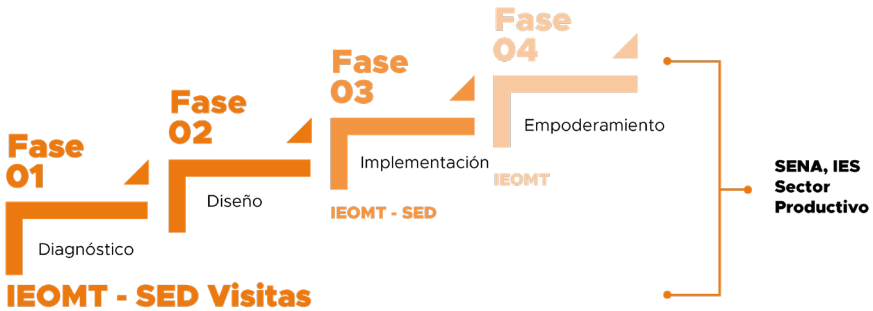 Fase
01
Diagnóstico
Fase
02
Diseño
IEOMT - SED Visitas
Fase
03
Implementación
IEOMT - SED
Fase
04
Empoderamiento
IEOMT
SENA, IES
Sector
Productivo